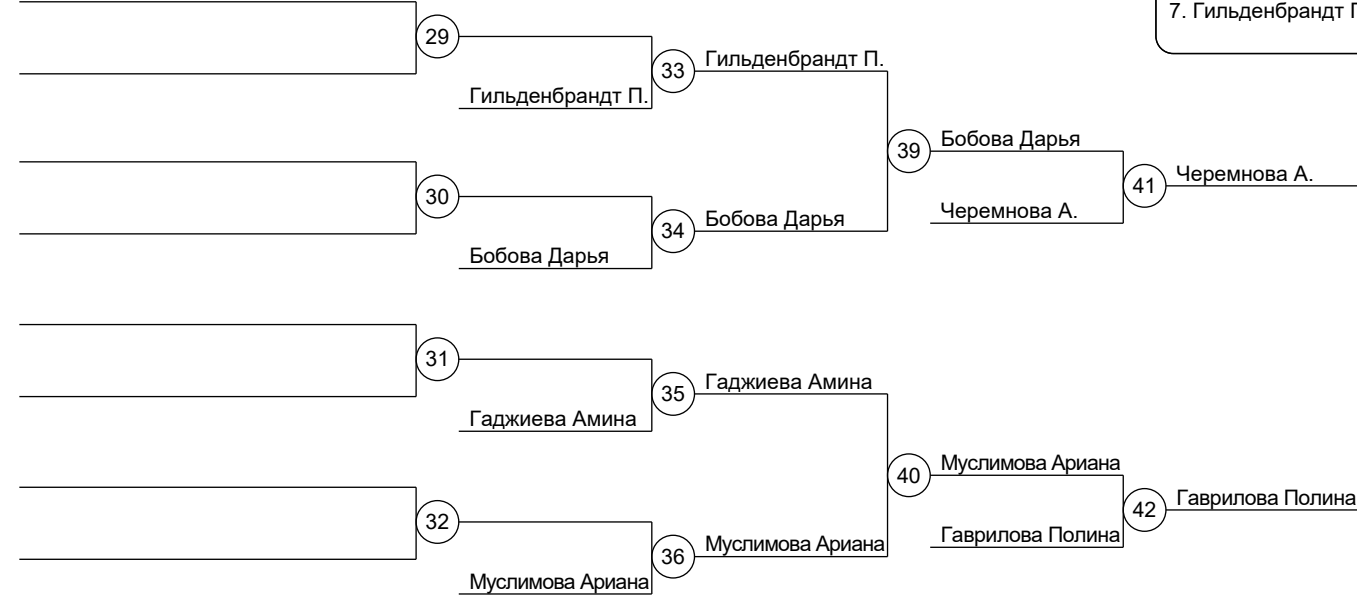 7. Гильденбрандт П
29
Гильденбрандт П.
33
Гильденбрандт П.
39
Бобова Дарья
30
Бобова Дарья
34
Бобова Дарья
Черемнова А.
41
Черемнова А.
31
Гаджиева Амина
35
Гаджиева Амина
40
Муслимова Ариана
32
Муслимова Ариана
36
Муслимова Ариана
Гаврилова Полина
42
Гаврилова Полина